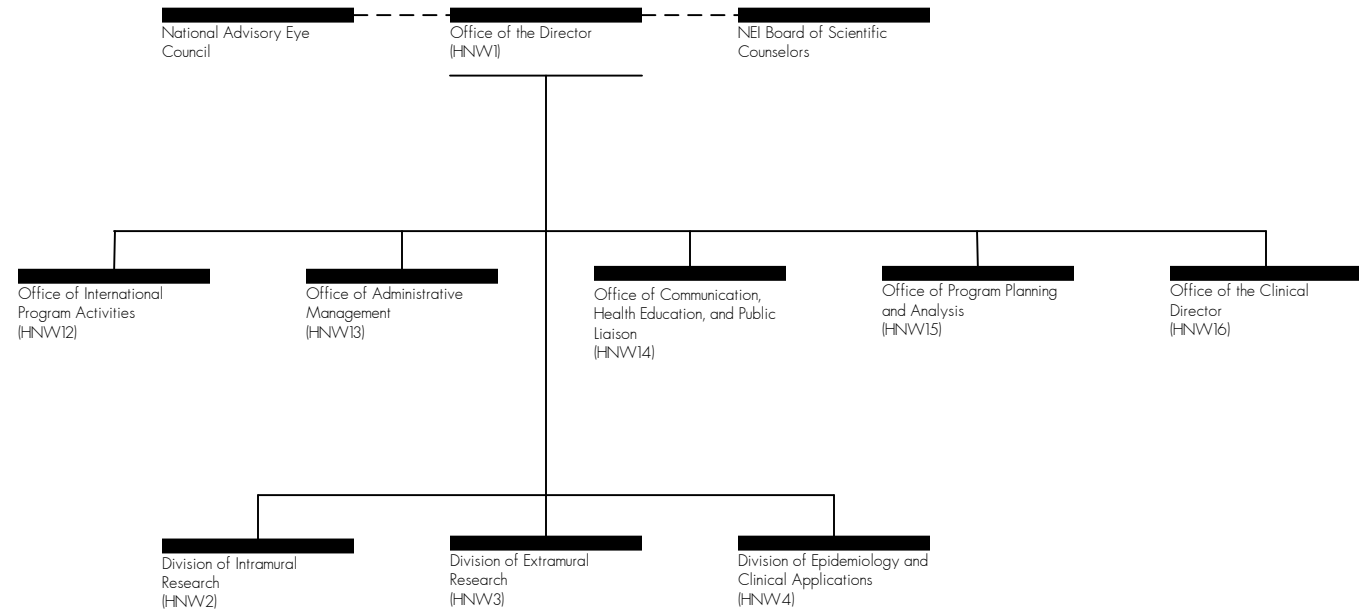 National Advisory Eye
Council
Office of the Director
(HNW1)
NEI Board of Scientific
Counselors
Office of International
Program Activities
(HNW12)
Office of Administrative
Management
(HNW13)
Office of Communication,
Health Education, and Public
Liaison
(HNW14)
Office of Program Planning
and Analysis
(HNW15)
Office of the Clinical
Director
(HNW16)
Division of Intramural
Research
(HNW2)
Division of Extramural
Research
(HNW3)
Division of Epidemiology and
Clinical Applications
(HNW4)